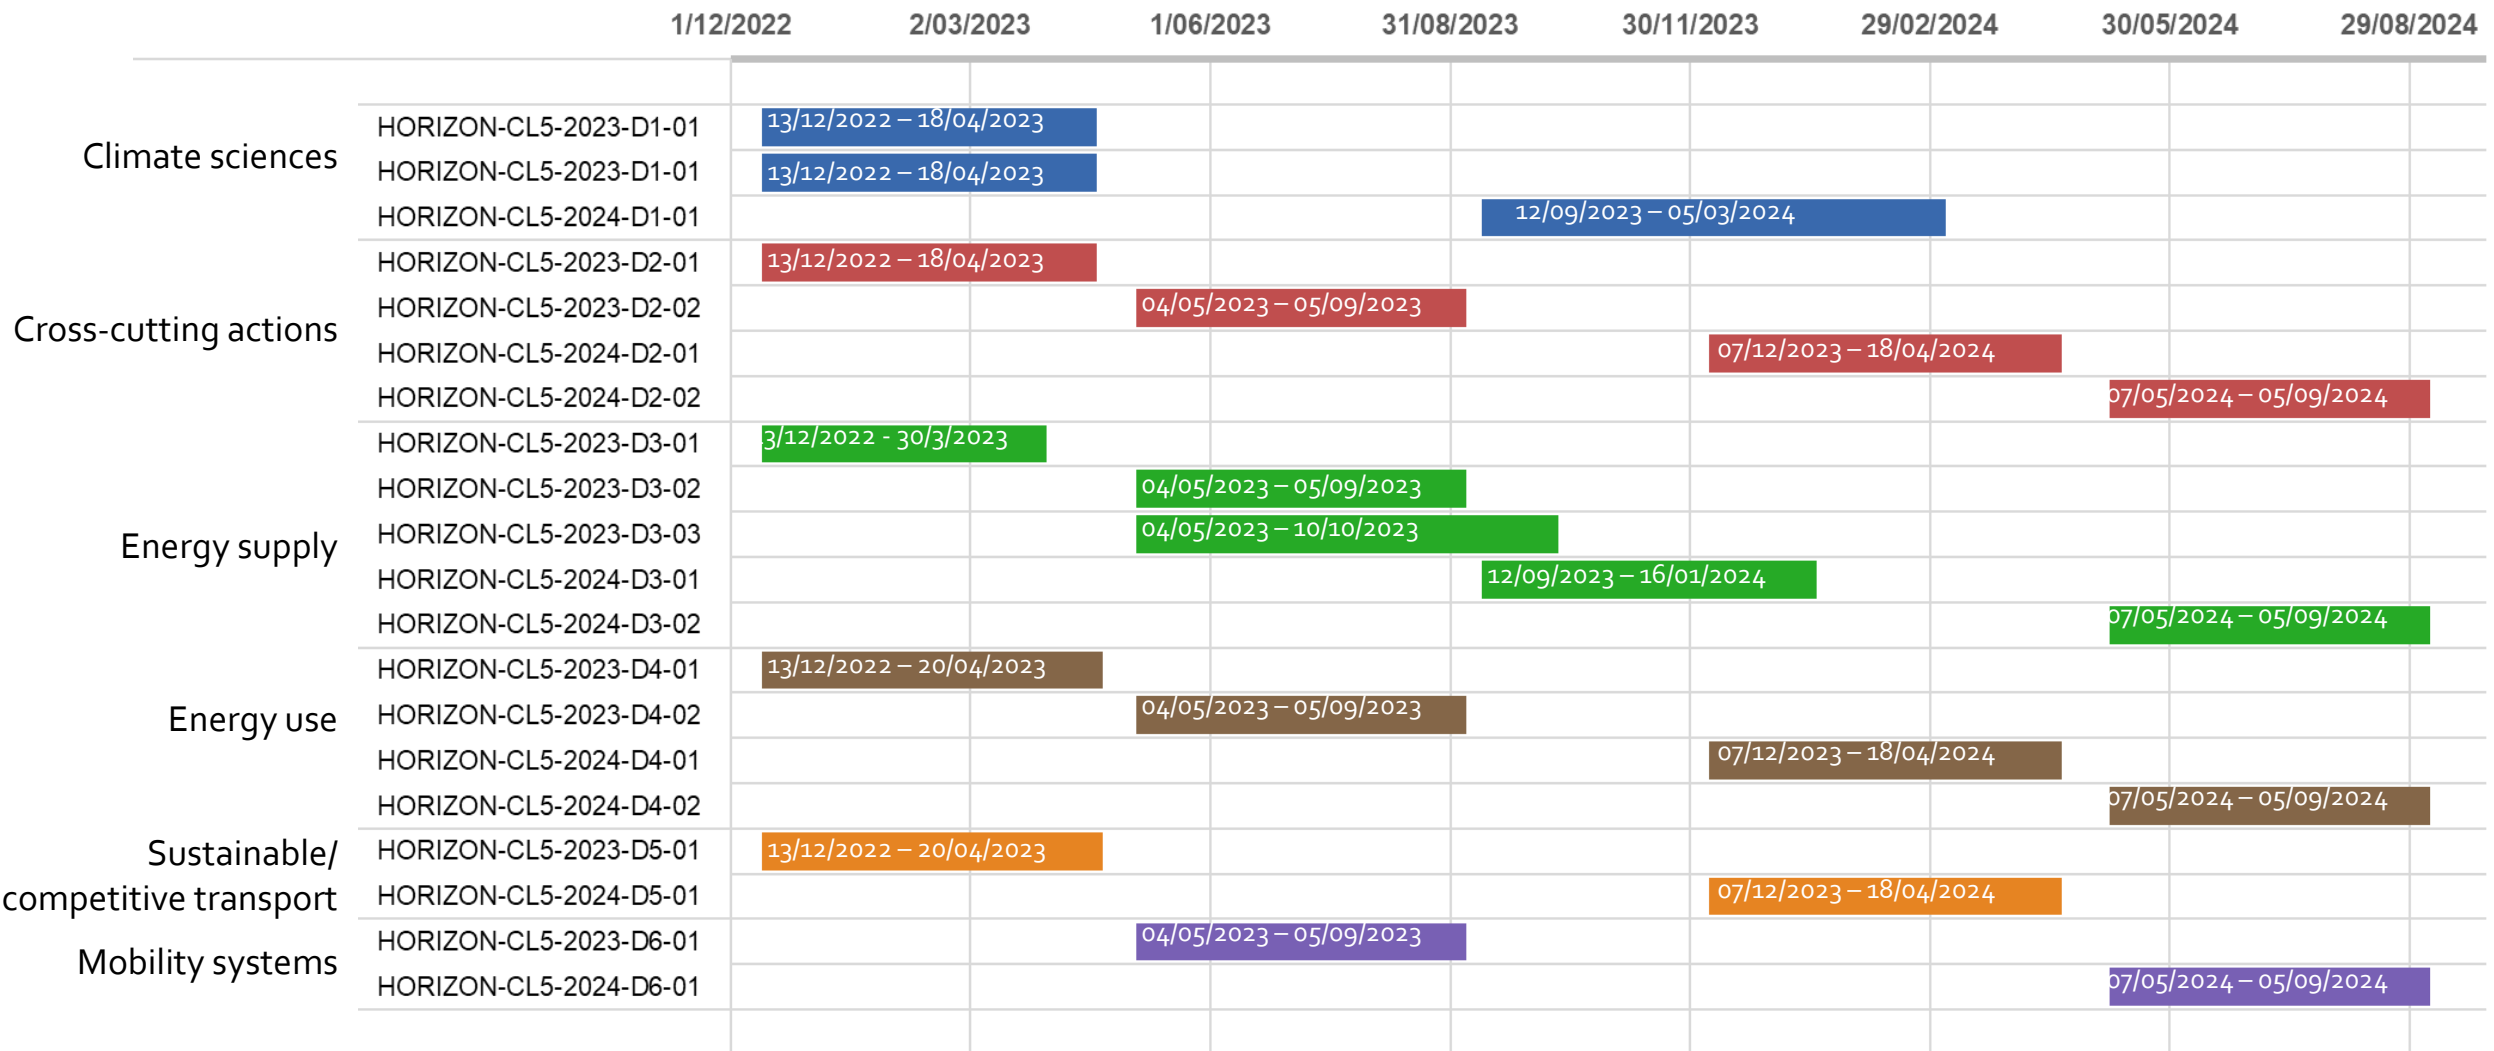 1/12/2022 2/03/2023 1/06/2023 31/08/2023 30/11/2023 29/02/2024 30/05/2024 29/08/2024
Climate sciences
HORIZON-CL5-2023-D1-01 13/12/2022 – 18/04/2023
HORIZON-CL5-2023-D1-01 13/12/2022 – 18/04/2023
HORIZON-CL5-2024-D1-01 12/09/2023 – 05/03/2024
Cross-cutting actions
HORIZON-CL5-2023-D2-01 13/12/2022 – 18/04/2023
HORIZON-CL5-2023-D2-02 04/05/2023 – 05/09/2023
HORIZON-CL5-2024-D2-01 07/12/2023 – 18/04/2024
HORIZON-CL5-2024-D2-02 07/05/2024 – 05/09/2024
Energy supply
HORIZON-CL5-2023-D3-01 3/12/2022 - 30/3/2023
HORIZON-CL5-2023-D3-02 04/05/2023 – 05/09/2023
HORIZON-CL5-2023-D3-03 04/05/2023 – 10/10/2023
HORIZON-CL5-2024-D3-01 12/09/2023 – 16/01/2024
HORIZON-CL5-2024-D3-02 07/05/2024 – 05/09/2024
Energy use
HORIZON-CL5-2023-D4-01 13/12/2022 – 20/04/2023
HORIZON-CL5-2023-D4-02 04/05/2023 – 05/09/2023
HORIZON-CL5-2024-D4-01 07/12/2023 – 18/04/2024
HORIZON-CL5-2024-D4-02 07/05/2024 – 05/09/2024
Sustainable/
competitive transport
HORIZON-CL5-2023-D5-01 13/12/2022 – 20/04/2023
HORIZON-CL5-2024-D5-01 07/12/2023 – 18/04/2024
Mobility systems
HORIZON-CL5-2023-D6-01 04/05/2023 – 05/09/2023
HORIZON-CL5-2024-D6-01 07/05/2024 – 05/09/2024